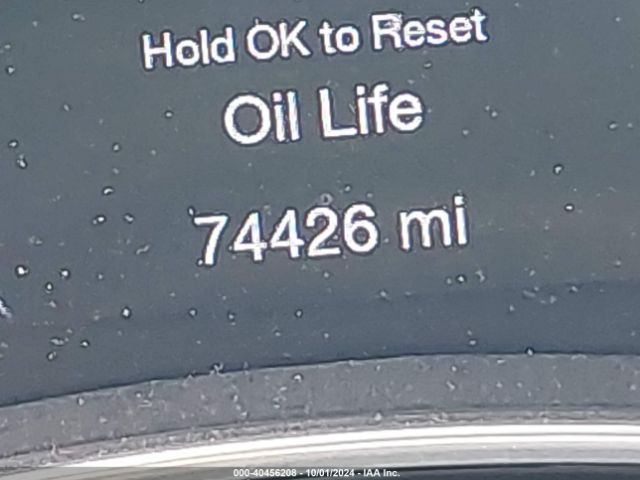 Hold OK to Reset
Oil Life
74426 mi
000-40456208 - 10/01/2024 - IAA Inc.